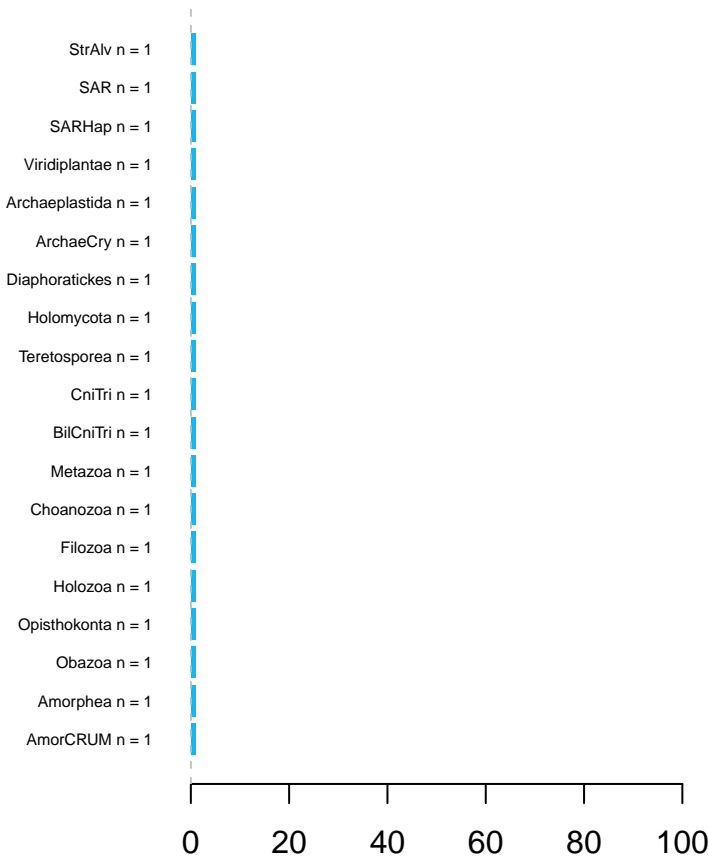 StrAlv n = 1
SAR n = 1
SARHap n = 1
Viridiplantae n = 1
Archaeplastida n = 1
ArchaeCry n = 1
Diaphoratickes n = 1
Holomycota n = 1
Teretosporea n = 1
CniTri n = 1
BilCniTri n = 1
Metazoa n = 1
Choanozoa n = 1
Filozoa n = 1
Holozoa n = 1
Opisthokonta n = 1
Obazoa n = 1
Amorphea n = 1
AmorCRUM n = 1
0 20 40 60 80 100